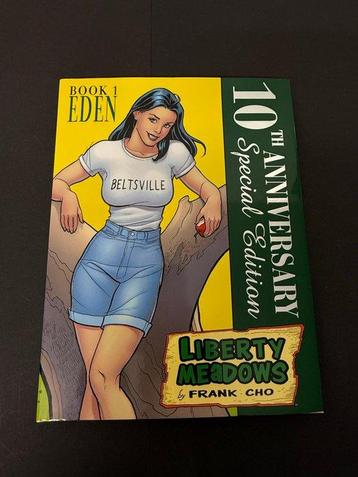 BOOK 1
EDEN
10TH ANNIVERSARY
Special Edition
BELTSVILLE
LIBERTY
MEADOWS
by FRANK CHO